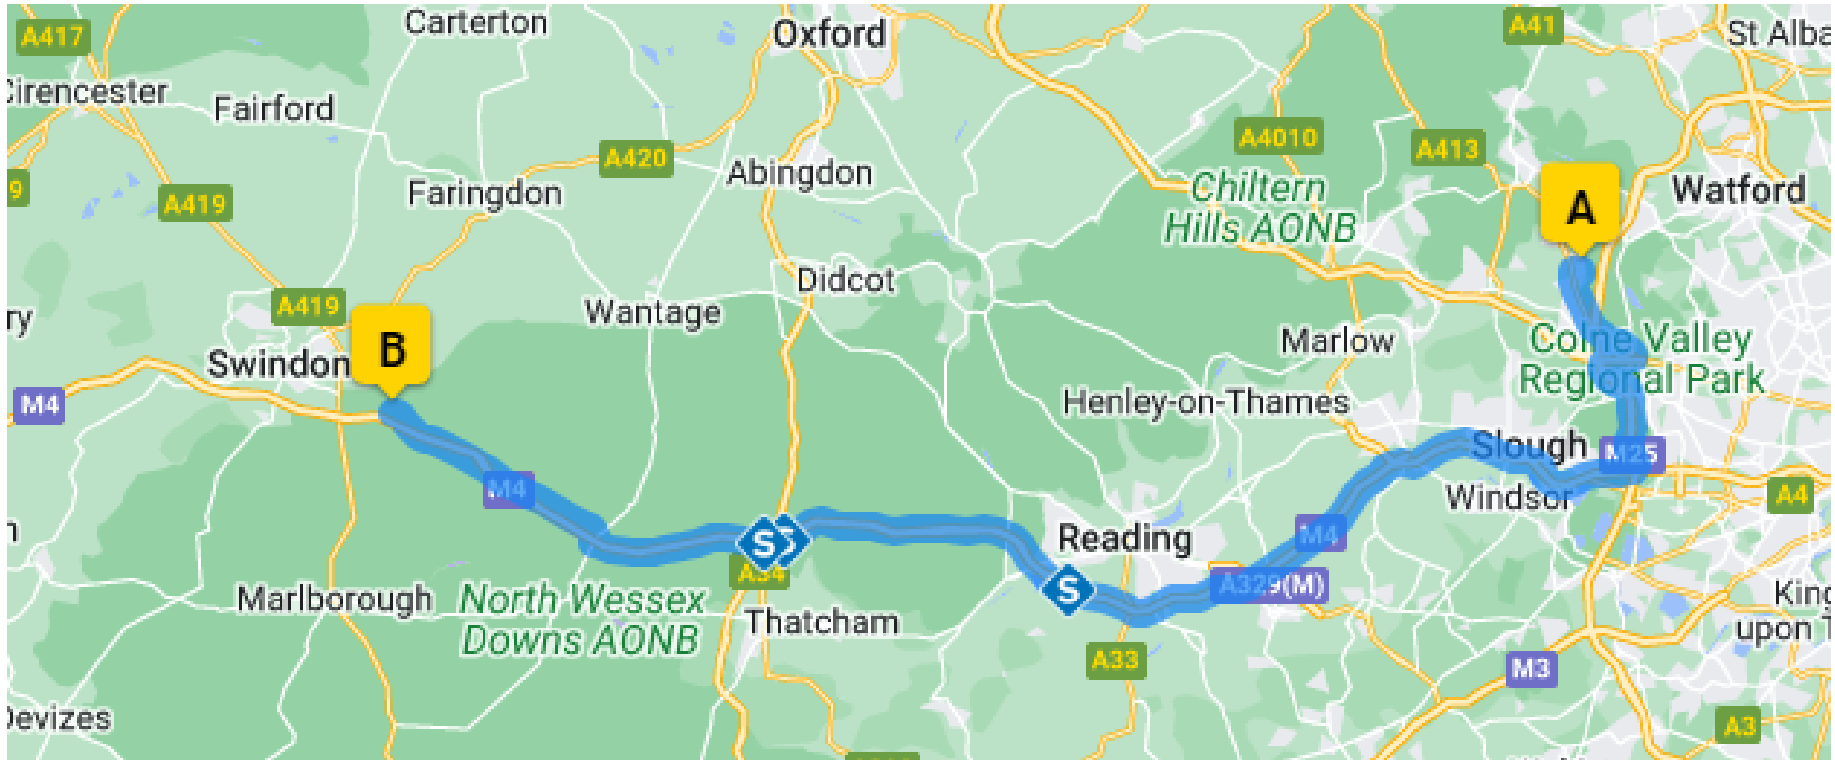 A417
Carterton
Oxford
A41
St Alba
Cirencester
Fairford
A4010
A413
A420
Abingdon
9
A419
Faringdon
Chiltern
Hills AONB
A
Watford
Didcot
A419
Wantage
ry
B
Marlow
Colne Valley
Regional Park
Swindon
M4
Henley-on-Thames
Slough
M25
M4
Windsor
A4
n
S
S
Reading
M4
A34
S
A329(M)
Marlborough
North Wessex
Downs AONB
Thatcham
King
upon T
A33
M3
Devizes
A3